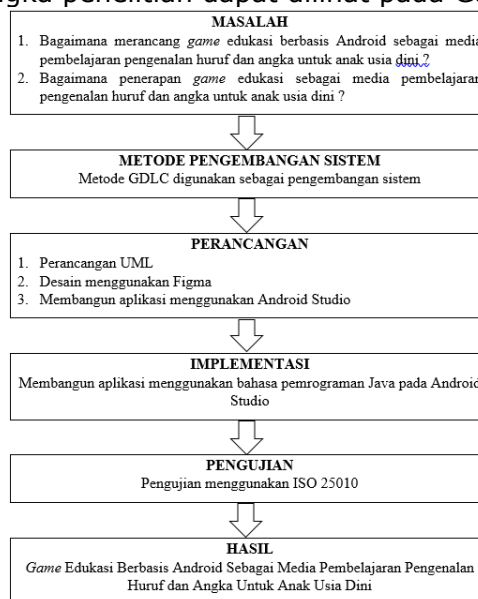 gka penelitian dapat dilihat pada G
MASALAH
1. Bagaimana merancang game edukasi berbasis Android sebagai media
pembelajaran pengenalan huruf dan angka untuk anak usia dini ?
2. Bagaimana penerapan game edukasi sebagai media pembelajaran
pengenalan huruf dan angka untuk anak usia dini ?
METODE PENGEMBANGAN SISTEM
Metode GDLC digunakan sebagai pengembangan sistem
PERANCANGAN
1. Perancangan UML
2. Desain menggunakan Figma
3. Membangun aplikasi menggunakan Android Studio
IMPLEMENTASI
Membangun aplikasi menggunakan bahasa pemrograman Java pada Android
Studio
PENGUJIAN
Pengujian menggunakan ISO 25010
HASIL
Game Edukasi Berbasis Android Sebagai Media Pembelajaran Pengenalan
Huruf dan Angka Untuk Anak Usia Dini